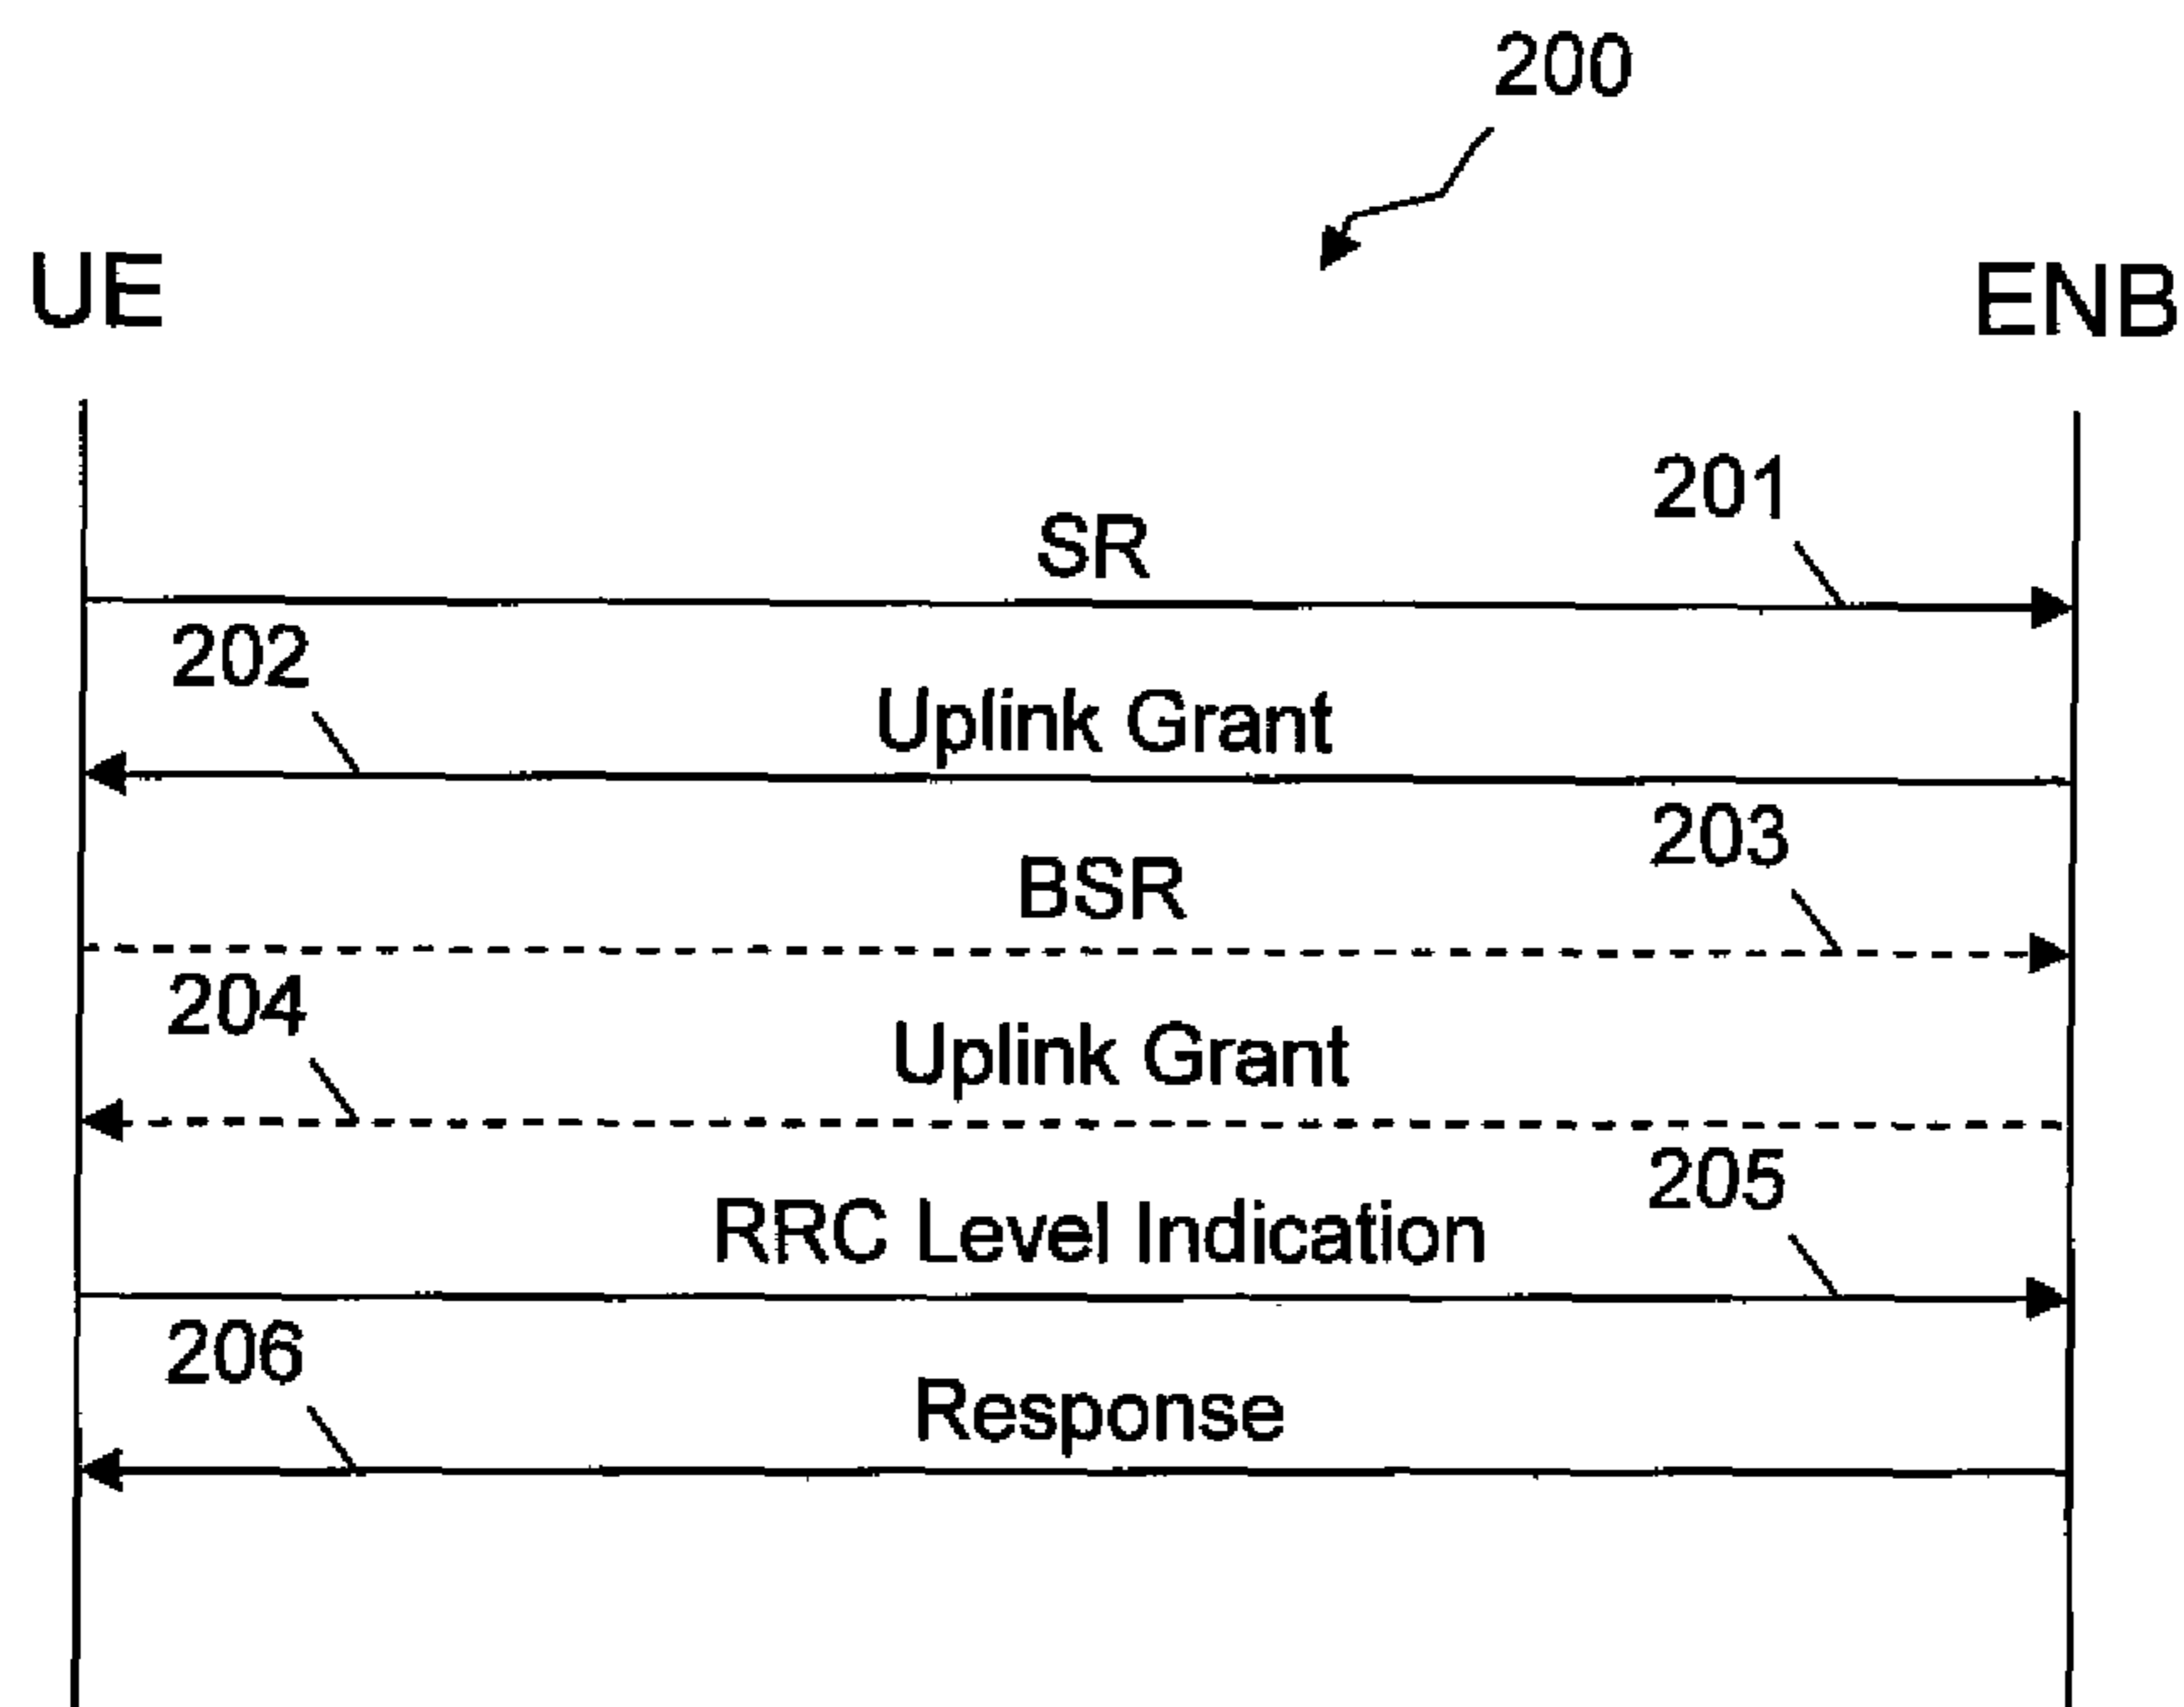 200
UE
ENB
201
SR
202
Uplink Grant
203
BSR
204
Uplink Grant
205
RRC Level Indication
206
Response